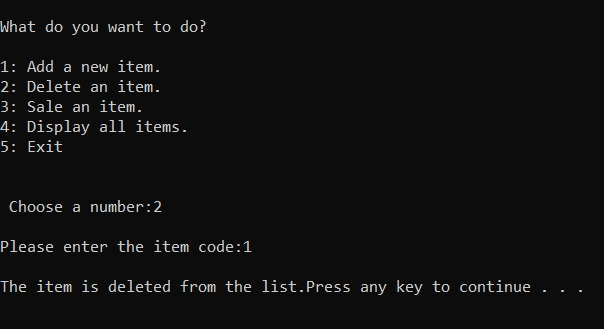 What do you want to do?
1: Add a new item.
2: Delete an item.
3: Sale an item.
4: Display all items.
5: Exit
Choose a number:2
Please enter the item code:1
The item is deleted from the list.Press any key to continue . . .